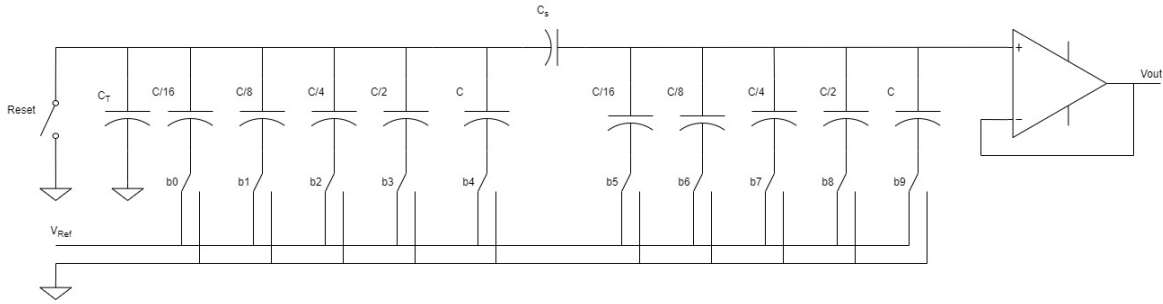 Cs
Reset
CT
C/16
C/8
C/4
C/2
C
C/16
C/8
C/4
C/2
C
+
-
Vout
b0
b1
b2
b3
b4
b5
b6
b7
b8
b9
VRef